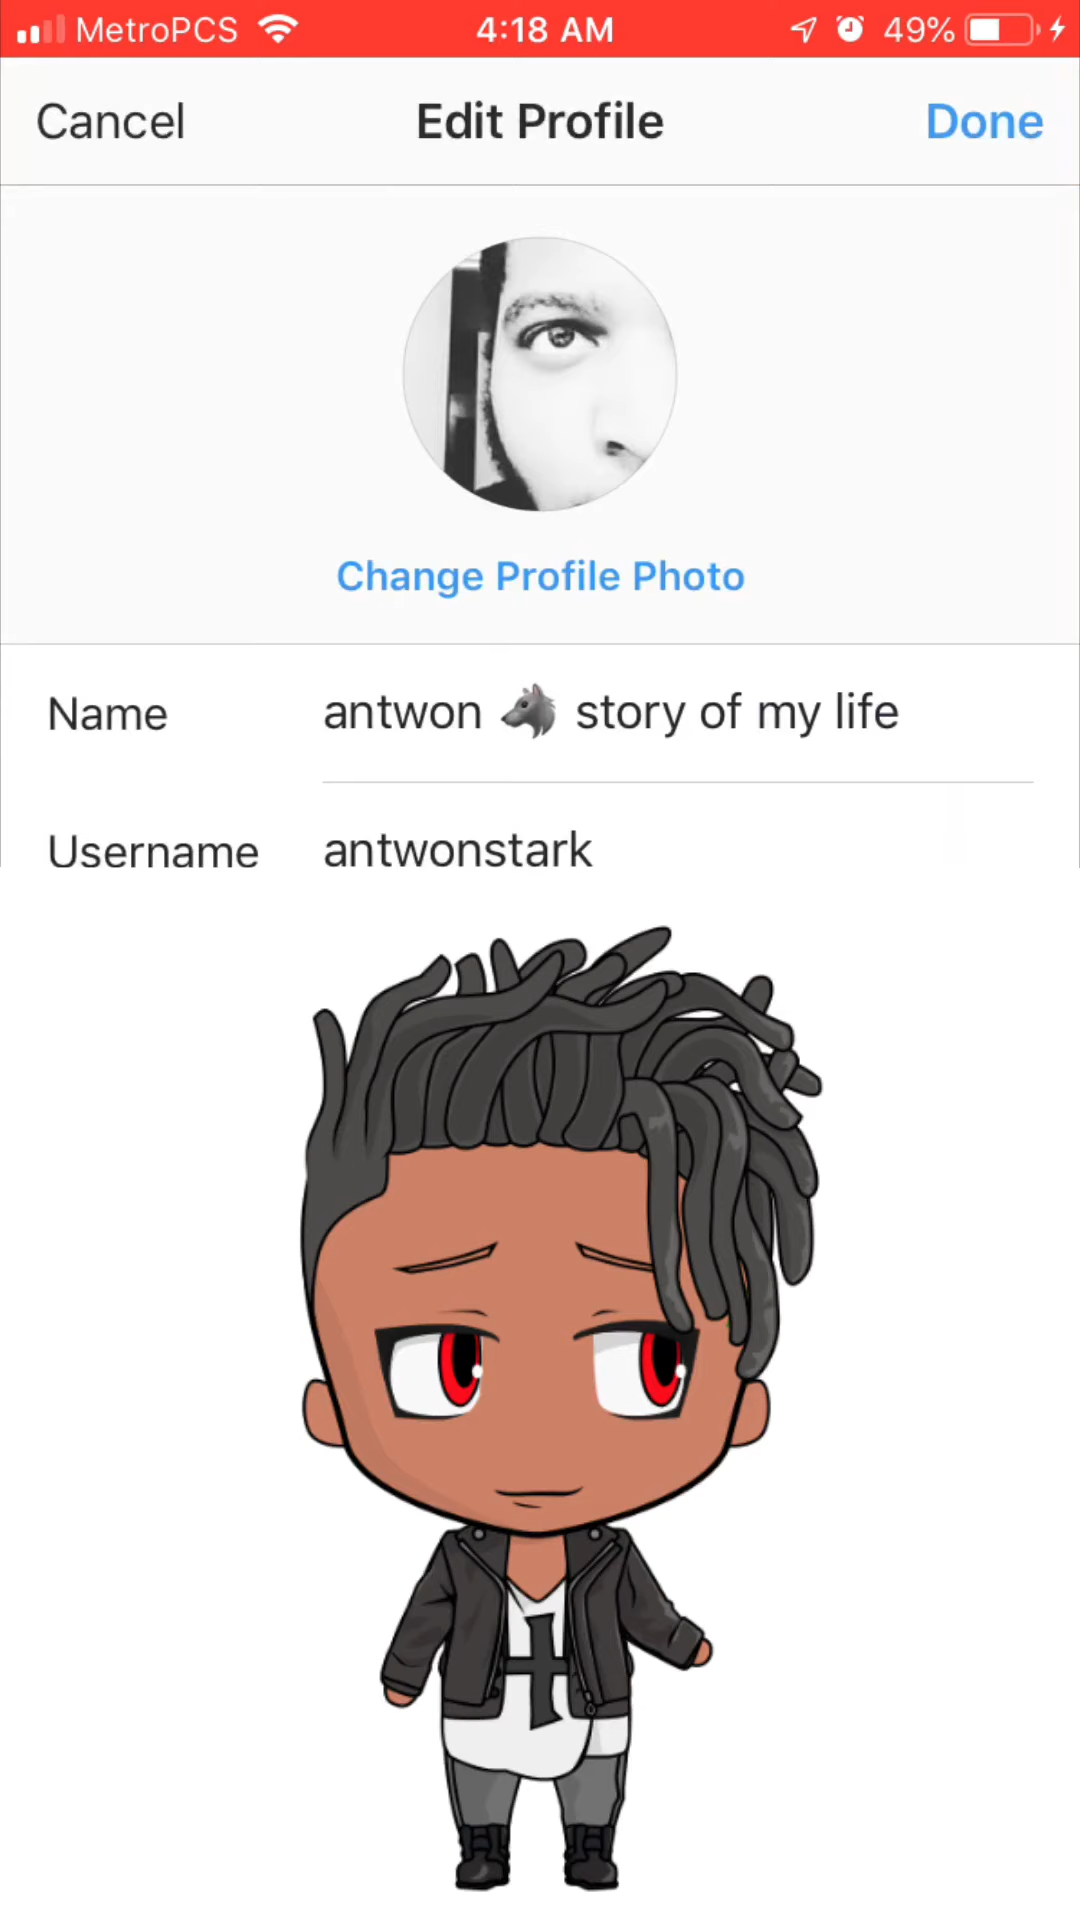 MetroPCS 4:18 AM 49%
Cancel Edit Profile Done
Change Profile Photo
Name antwon 🐺 story of my life
Username antwonstark